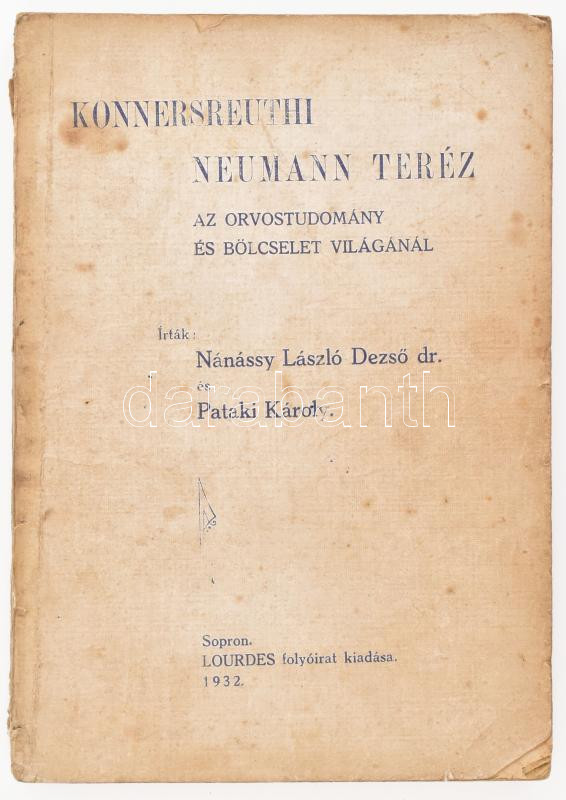 KONNERSREUTHI
NEUMANN TERÉZ
AZ ORVOSTUDOMÁNY
ÉS BÖLCSELET VILÁGÁNÁL
Írták:
Nánássy László Dezső dr.
és
Pataki Károly.
darabanth
Sopron.
LOURDES folyóirat kiadása.
1932.